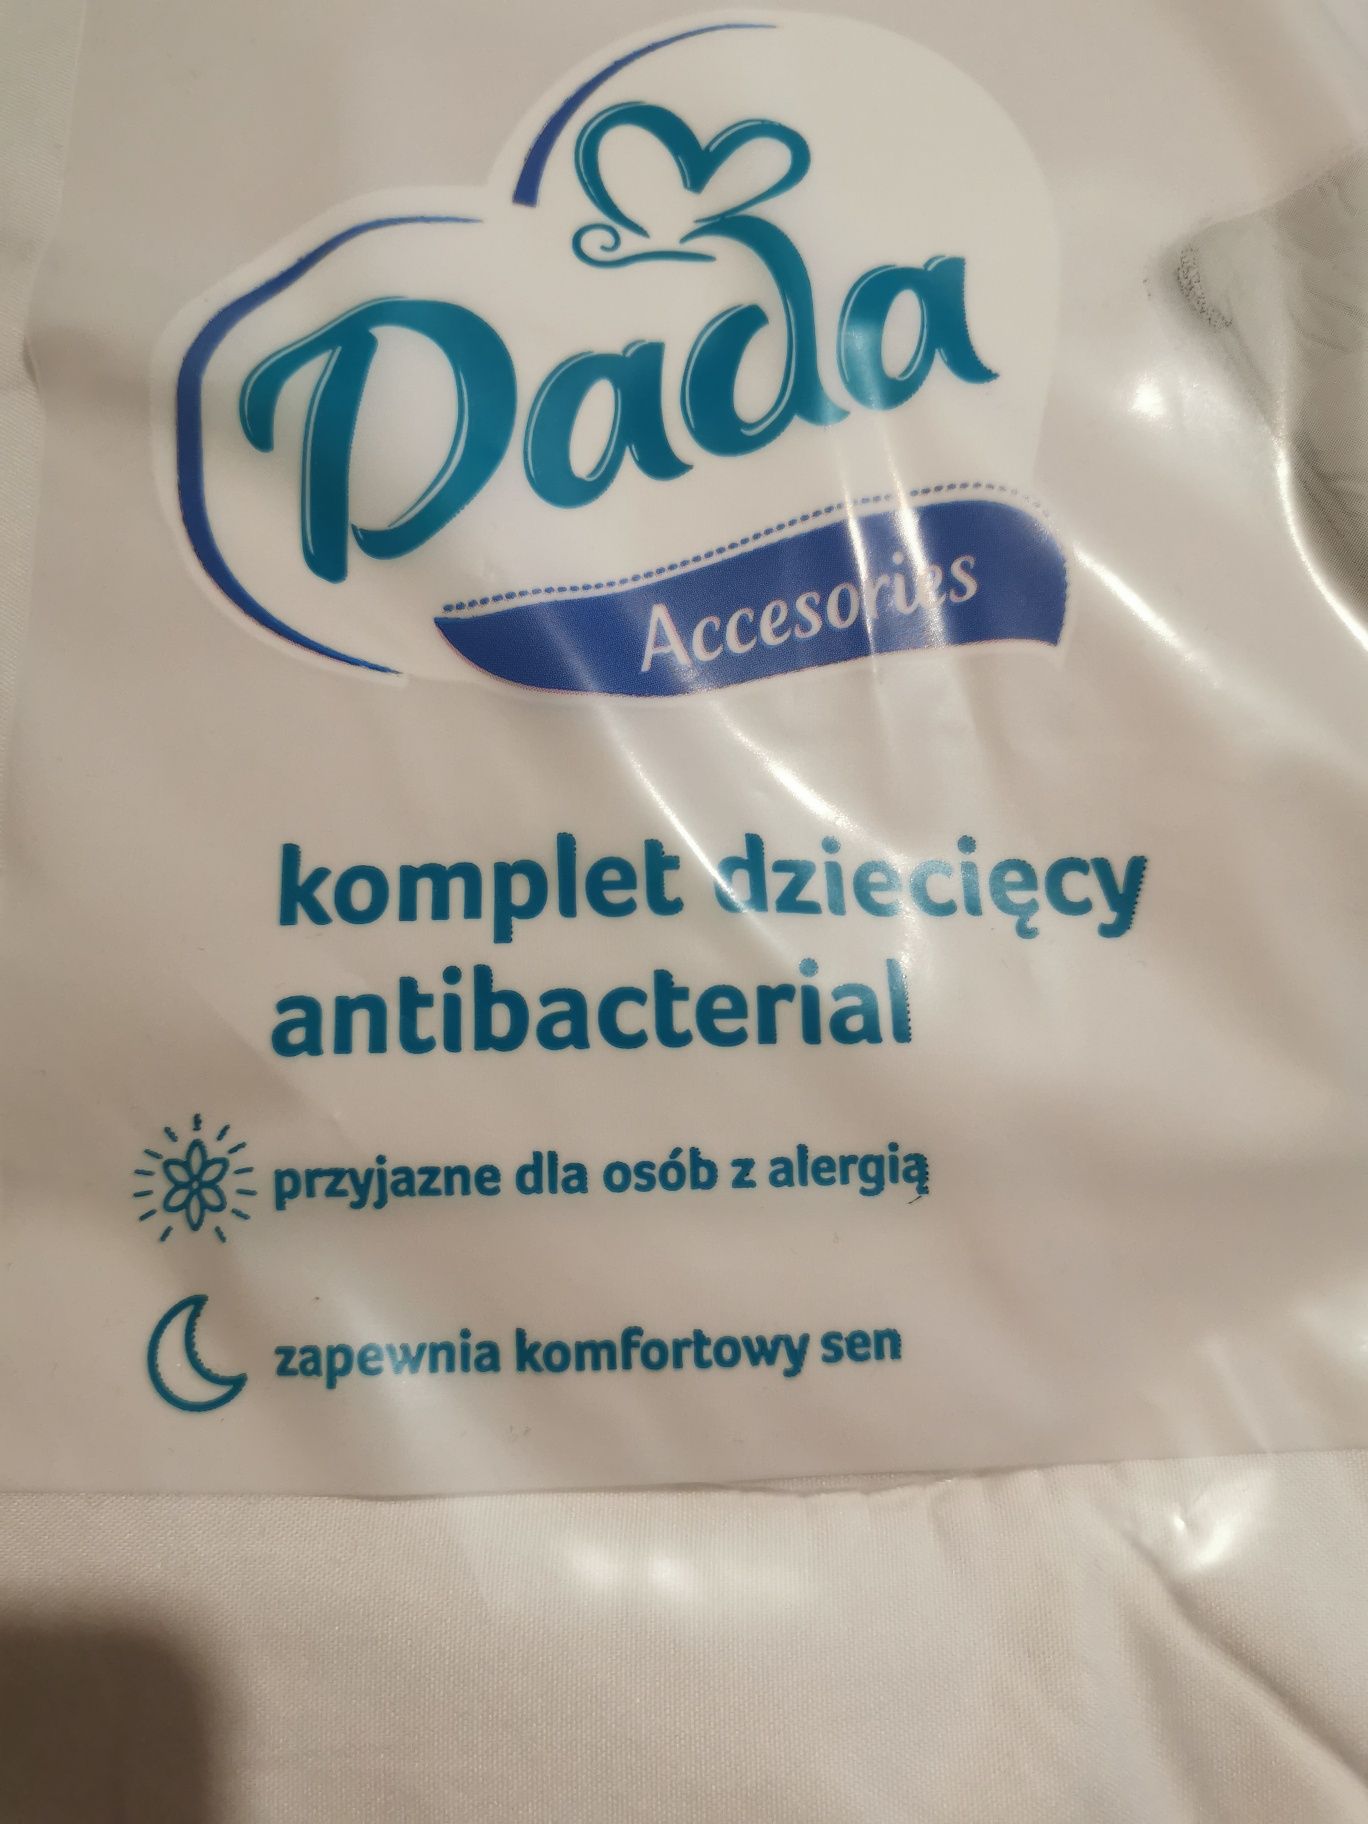 Dada
Accesories
komplet dziecięcy
antibacterial
przyjazne dla osób z alergią
zapewnia komfortowy sen